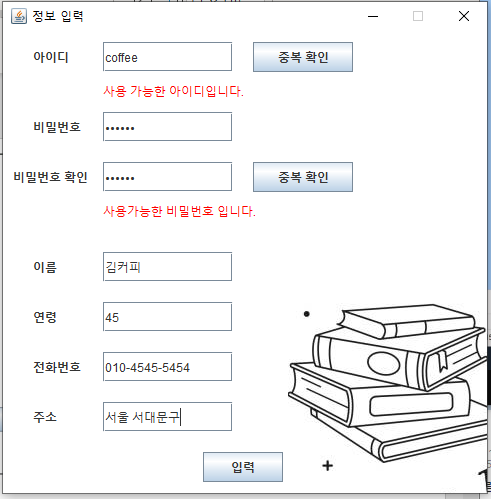 정보 입력
아이디 coffee 중복 확인
사용 가능한 아이디입니다.
비밀번호 ••••••
비밀번호 확인 •••••• 중복 확인
사용가능한 비밀번호 입니다.
이름 김커피
연령 45
전화번호 010-4545-5454
주소 서울 서대문구
입력